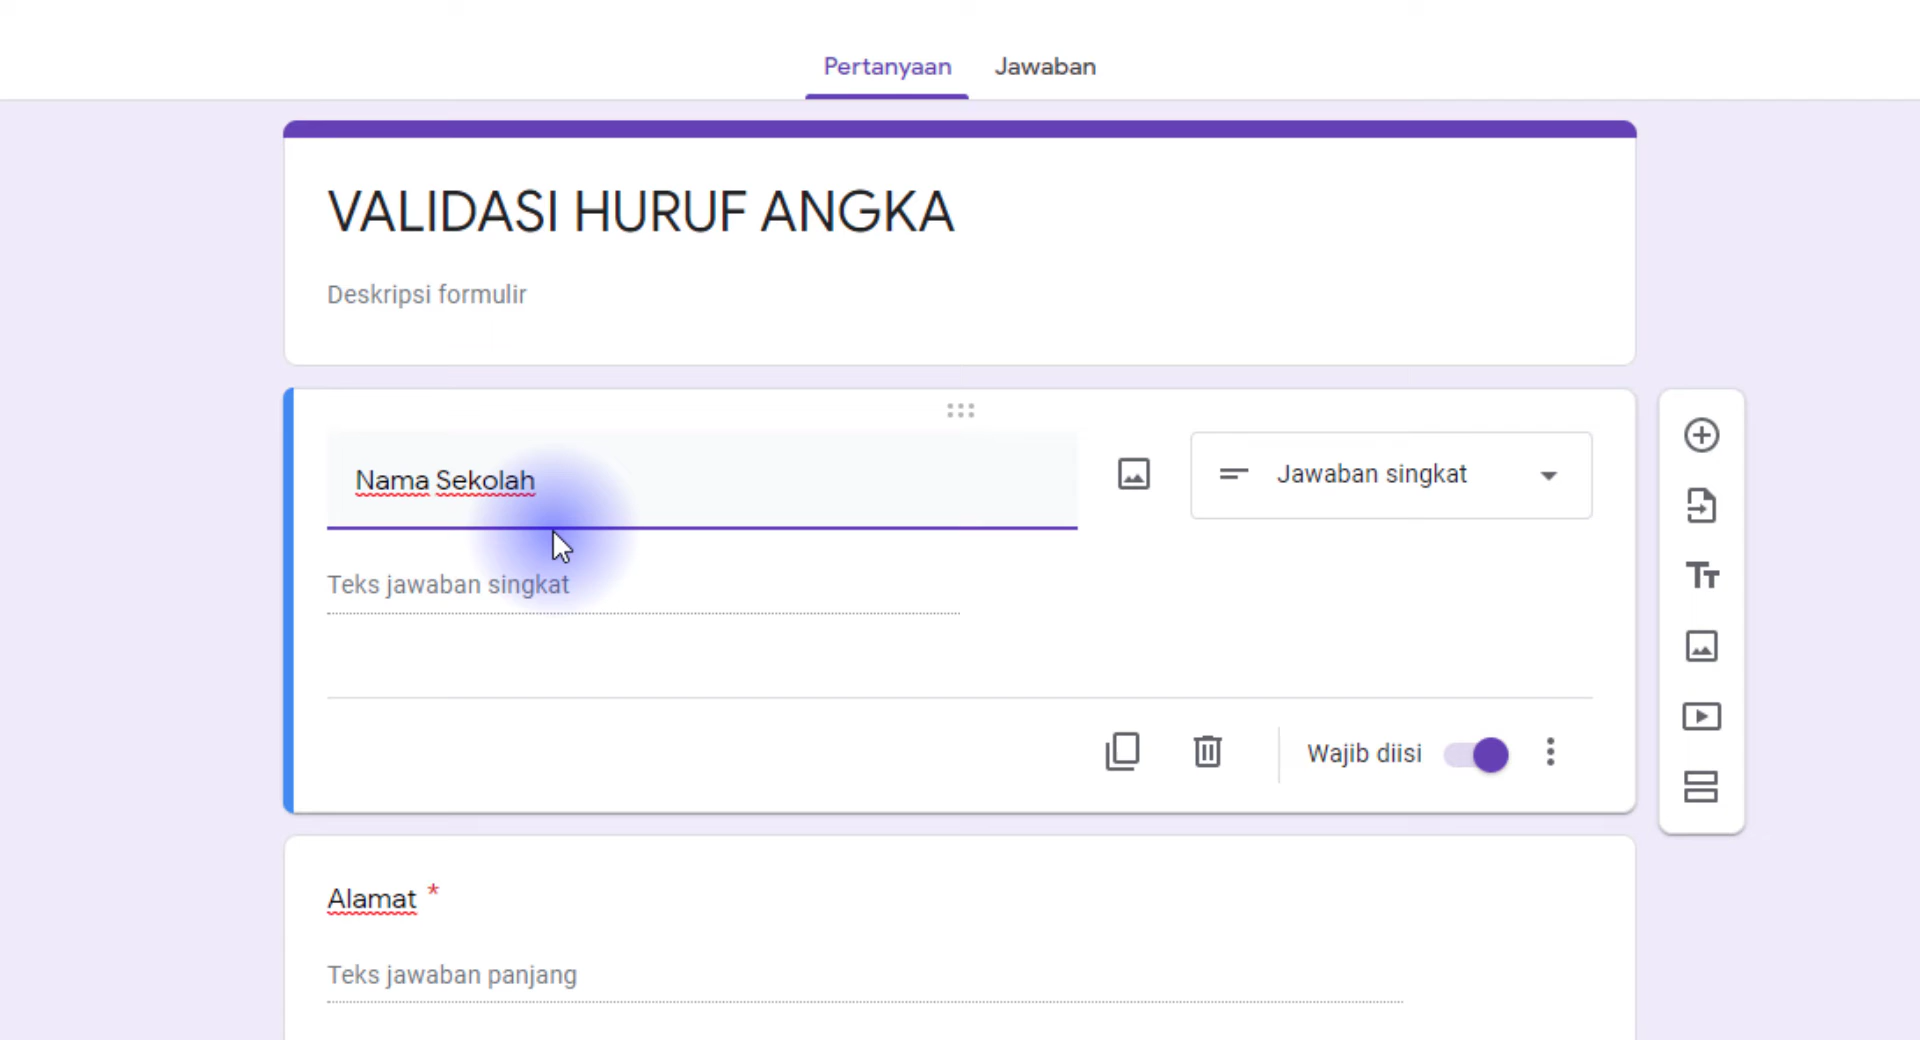 Pertanyaan Jawaban
VALIDASI HURUF ANGKA
Deskripsi formulir
Nama Sekolah
Jawaban singkat
Teks jawaban singkat
Wajib diisi
Alamat *
Teks jawaban panjang